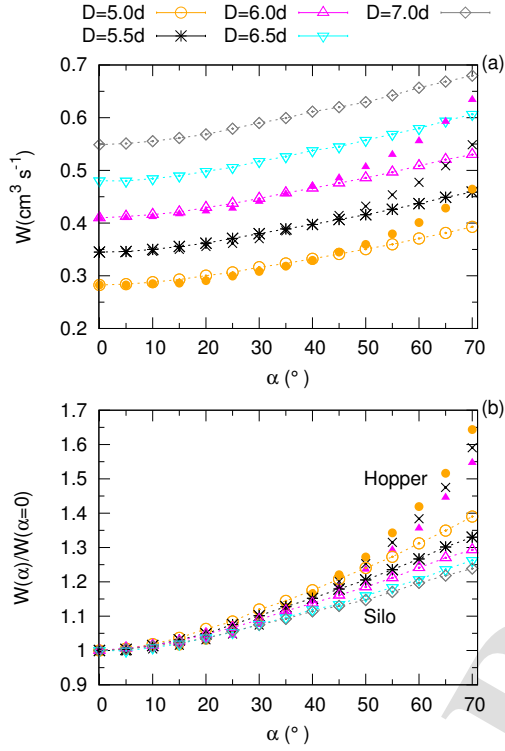 D=5.0d D=6.0d D=7.0d
D=5.5d D=6.5d
(a)
0.7
0.6
0.5
0.4
0.3
0.2
W(cm³ s⁻¹)
0 10 20 30 40 50 60 70
α (°)
(b)
1.7
1.6
1.5
1.4
1.3
1.2
1.1
1.0
0.9
W(α)/W(α=0)
Hopper
Silo
0 10 20 30 40 50 60 70
α (°)